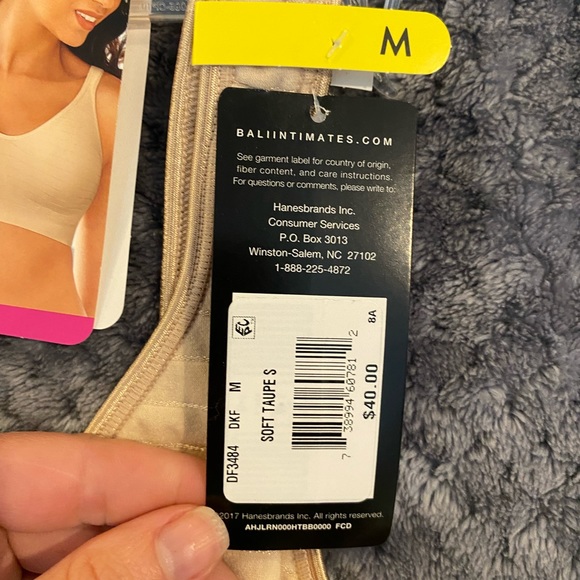 M
BALIINTIMATES.COM
See garment label for country of origin,
fiber content, and care instructions.
For questions or comments, please write to:
Hanesbrands Inc.
Consumer Services
P.O. Box 3013
Winston-Salem, NC 27102
1-888-225-4872
DF3484 DKF M
SOFT TAUPE S
7 38994 60781 2
8A
$40.00
2017 Hanesbrands Inc. All rights reserved.
AHJLRN000HTBB0000 FCD